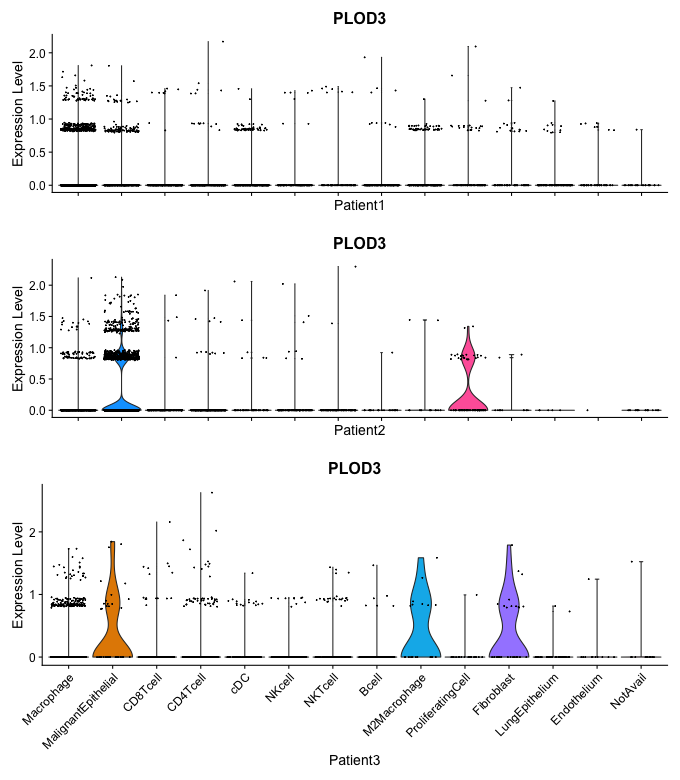 PLOD3
Expression Level
2.0
1.5
1.0
0.5
0.0
Patient1
PLOD3
Expression Level
2.0
1.5
1.0
0.5
0.0
Patient2
PLOD3
Expression Level
2
1
0
Macrophage
MalignantEpithelial
CD8Tcell
CD4Tcell
cDC
NKcell
NKTcell
Bcell
M2Macrophage
ProliferatingCell
Fibroblast
LungEpithelium
Endothelium
NotAvail
Patient3